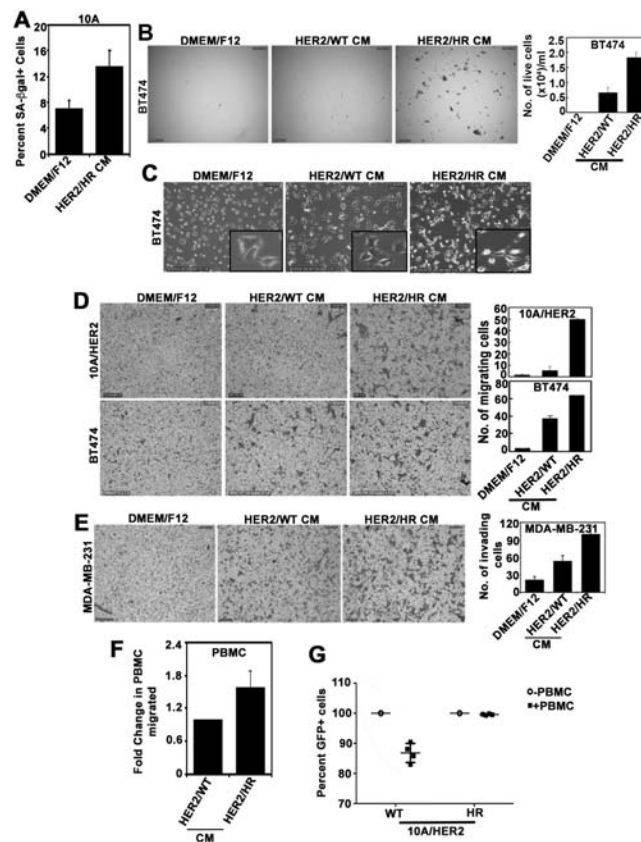 A
10A
Percent SA-βgal+ Cells
20
16
12
8
4
0
DMEM/F12
HER2/HR CM
B
DMEM/F12
HER2/WT CM
HER2/HR CM
BT474
BT474
No. of live cells
(x10⁴)/ml
2.5
2.0
1.5
1.0
0.5
0
DMEM/F12
HER2/WT
HER2/HR
CM
C
DMEM/F12
HER2/WT CM
HER2/HR CM
BT474
D
DMEM/F12
HER2/WT CM
HER2/HR CM
10A/HER2
BT474
No. of migrating cells
10A/HER2
60
50
40
30
20
10
0
BT474
80
60
40
20
0
DMEM/F12
HER2/WT
HER2/HR
CM
E
DMEM/F12
HER2/WT CM
HER2/HR CM
MDA-MB-231
MDA-MB-231
No. of invading
cells
120
90
60
30
0
DMEM/F12
HER2/WT
HER2/HR
CM
F
PBMC
Fold Change in PBMC
migrated
2.4
1.8
1.2
0.6
0
HER2/WT
HER2/HR
CM
G
Percent GFP+ cells
100
90
80
70
-PBMC
+PBMC
WT
HR
10A/HER2